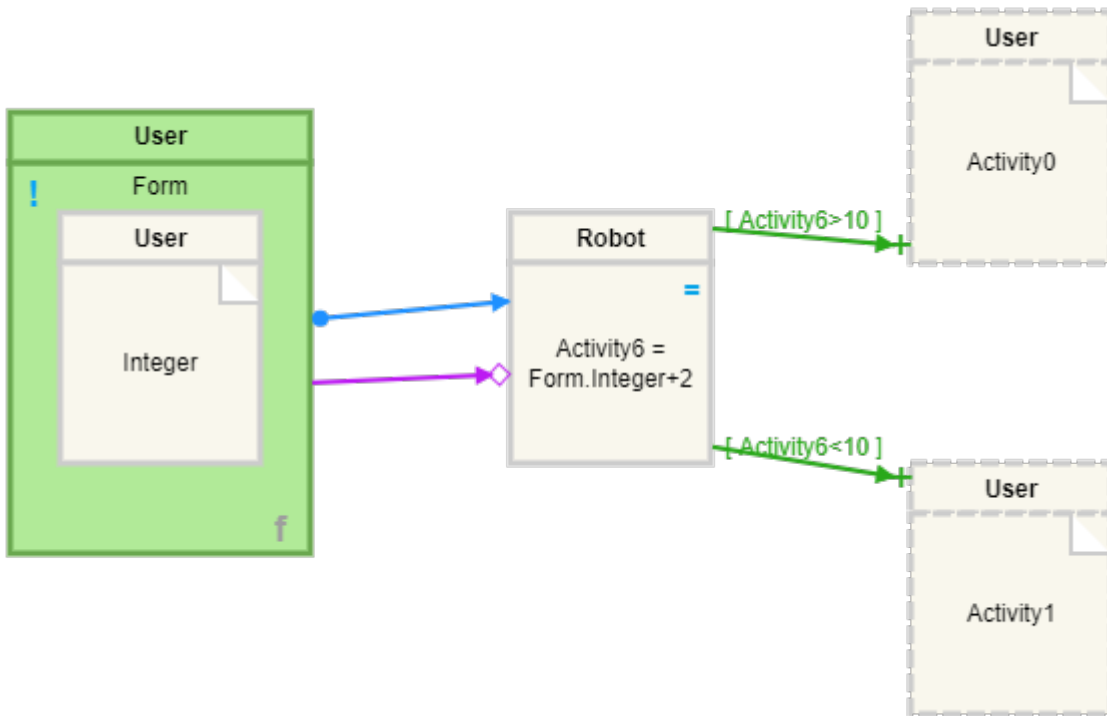 User
Form
!
User
Integer
f
Robot
=
Activity6 =
Form.Integer+2
[ Activity6>10 ]
[ Activity6<10 ]
User
Activity0
User
Activity1